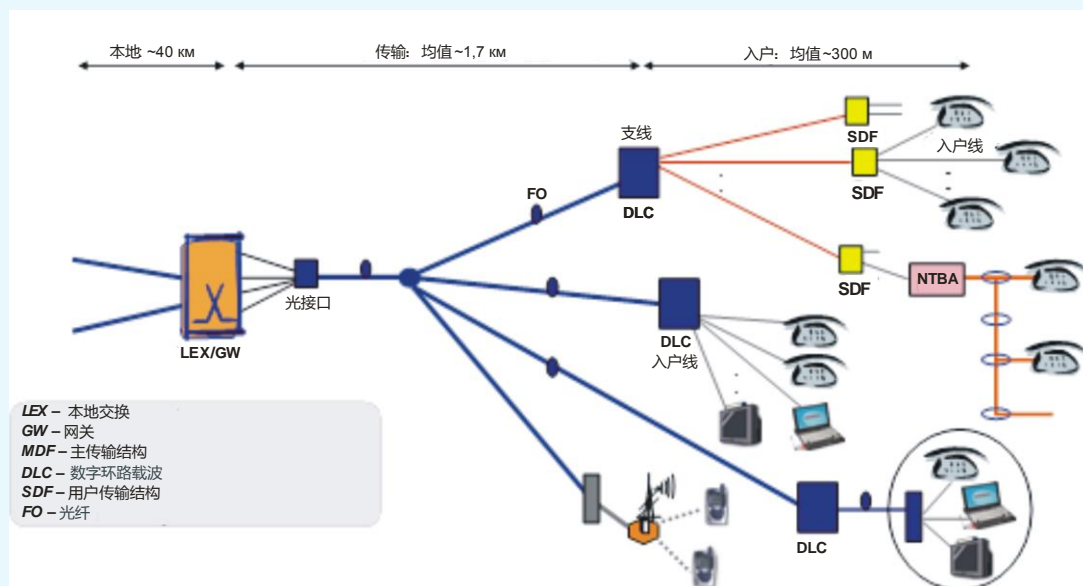 本地 ~40 км
传输：均值~1,7 км
入户：均值~300 м
支线
SDF
入户线
SDF
FO
DLC
SDF
NTBA
光接口
LEX/GW
DLC
入户线
LEX – 本地交换
GW – 网关
MDF – 主传输结构
DLC – 数字环路载波
SDF – 用户传输结构
FO – 光纤
DLC